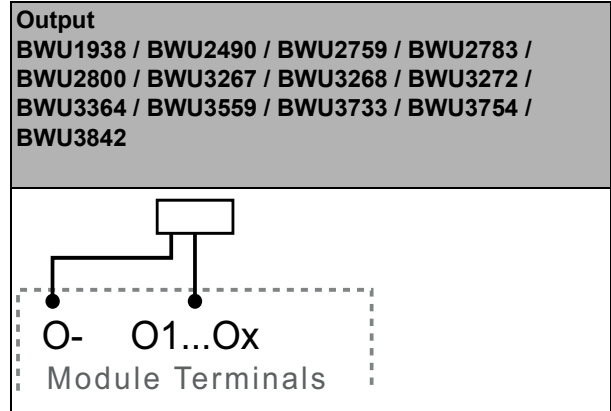 Output
BWU1938 / BWU2490 / BWU2759 / BWU2783 /
BWU2800 / BWU3267 / BWU3268 / BWU3272 /
BWU3364 / BWU3559 / BWU3733 / BWU3754 /
BWU3842
O- O1...Ox
Module Terminals